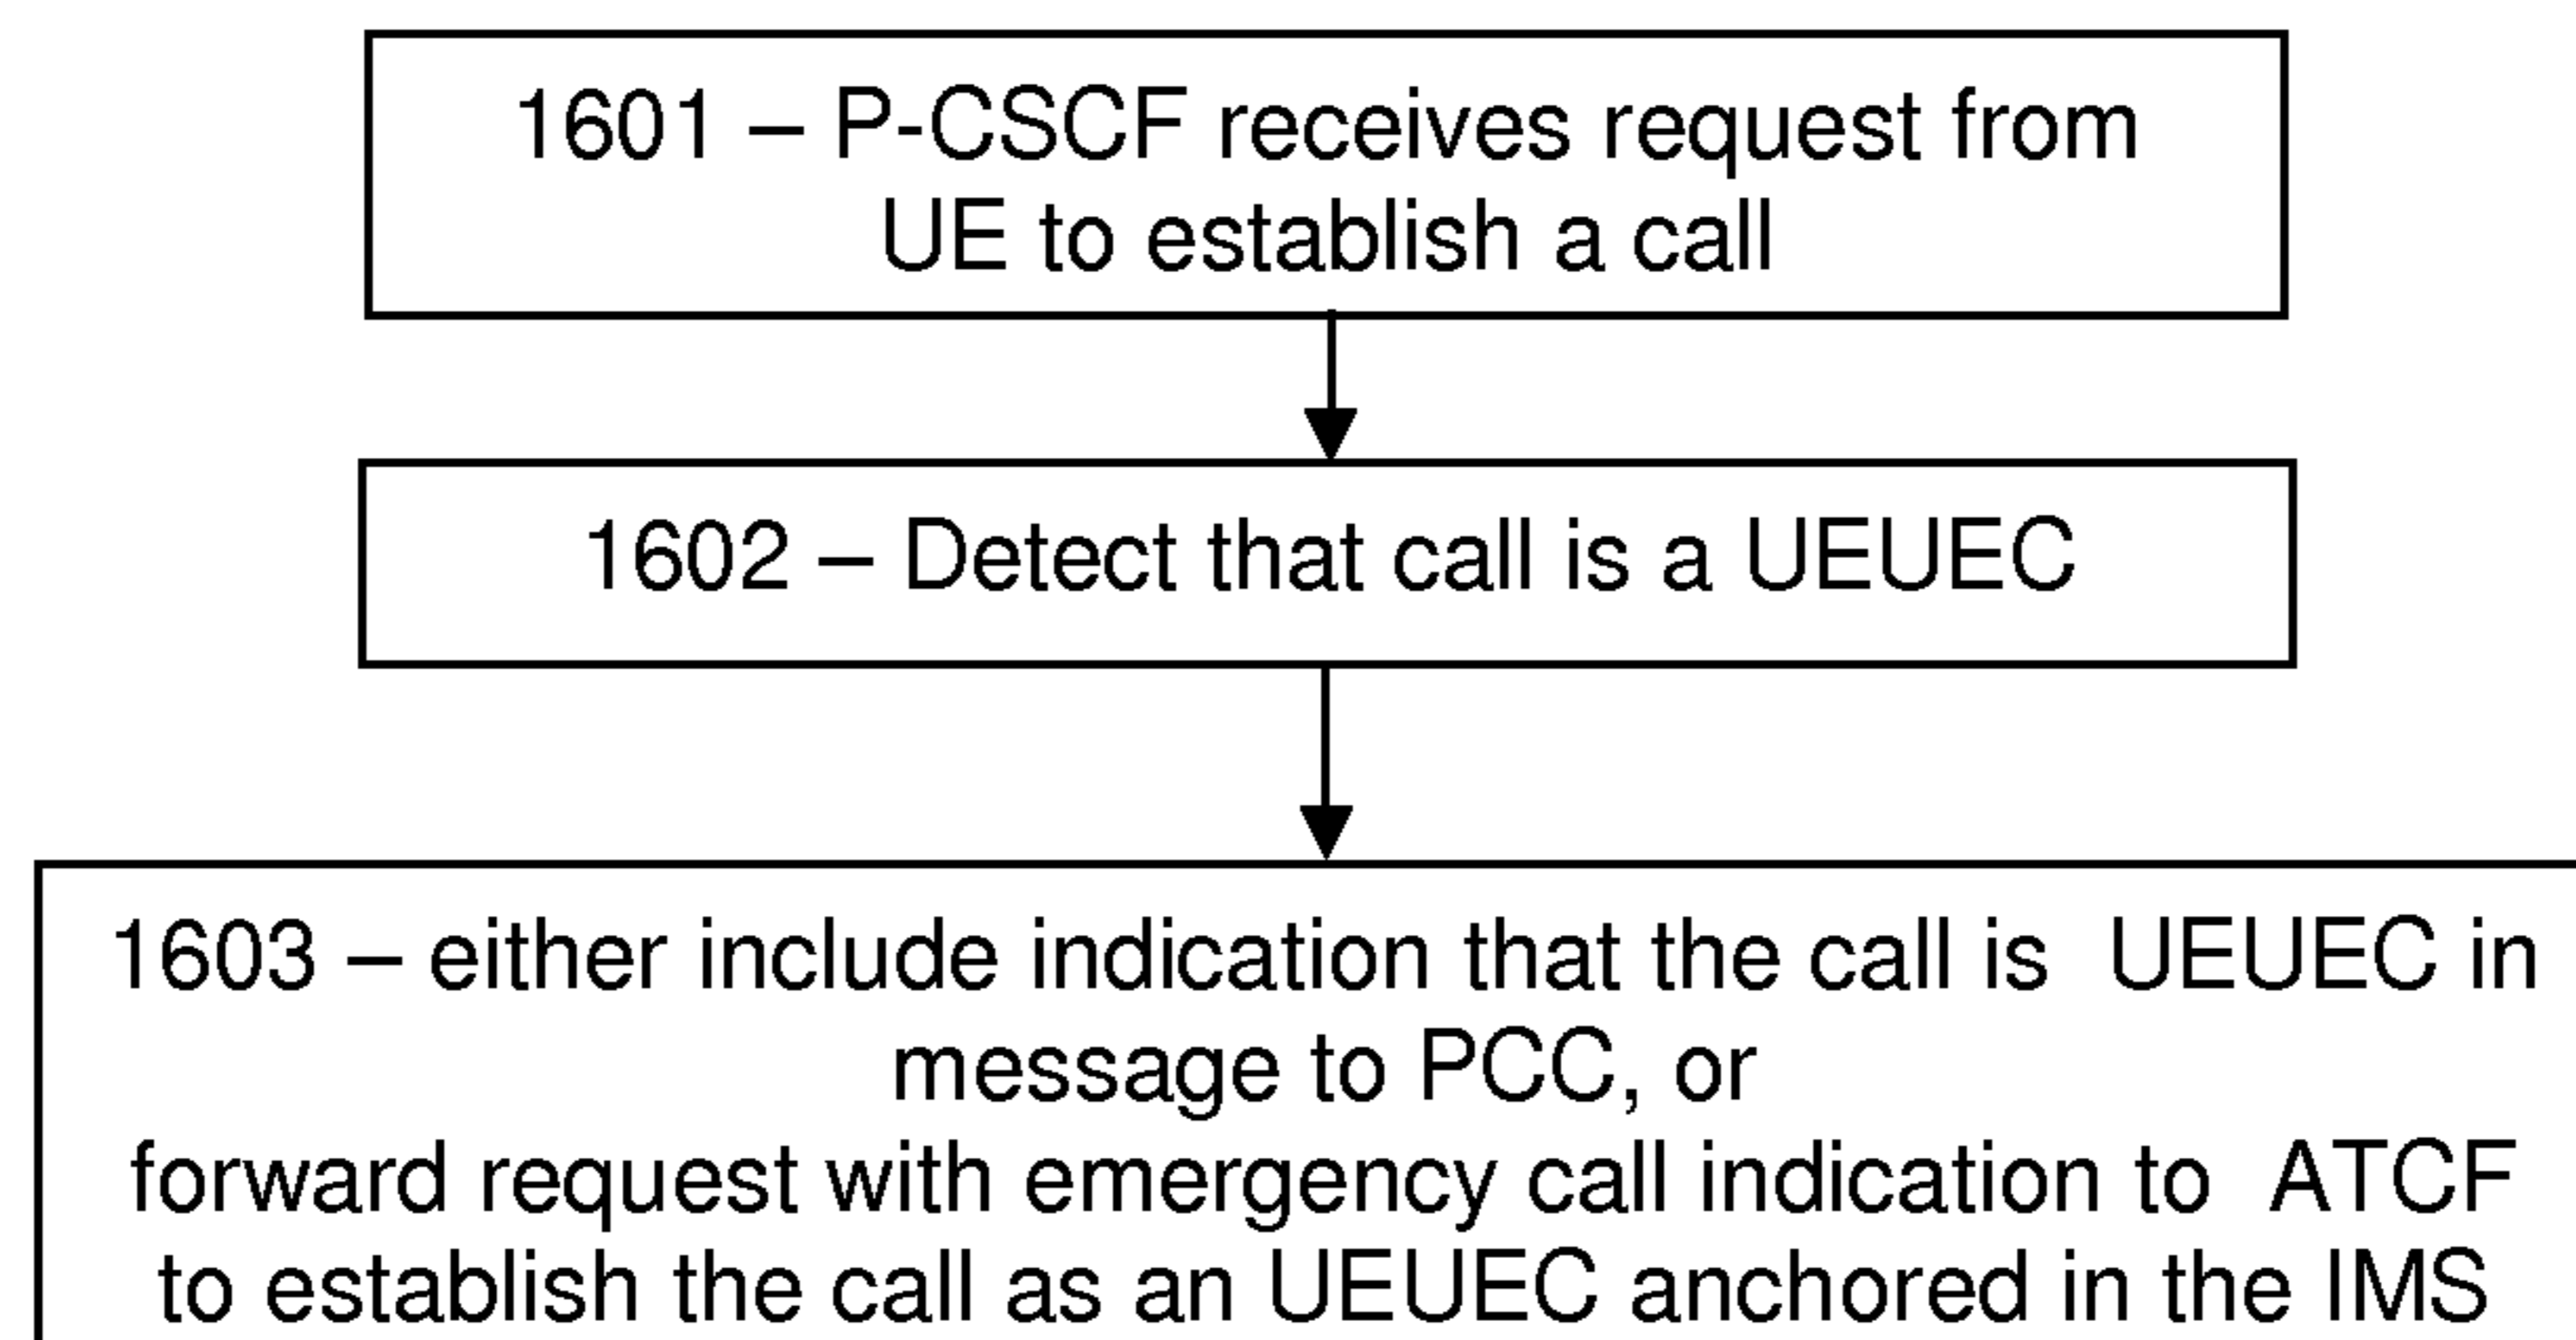 1601 – P-CSCF receives request from
UE to establish a call
1602 – Detect that call is a UEUEC
1603 – either include indication that the call is UEUEC in
message to PCC, or
forward request with emergency call indication to ATCF
to establish the call as an UEUEC anchored in the IMS